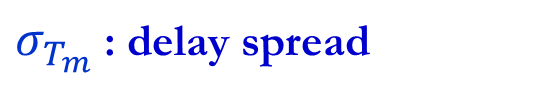 σ_{T_m} : delay spread